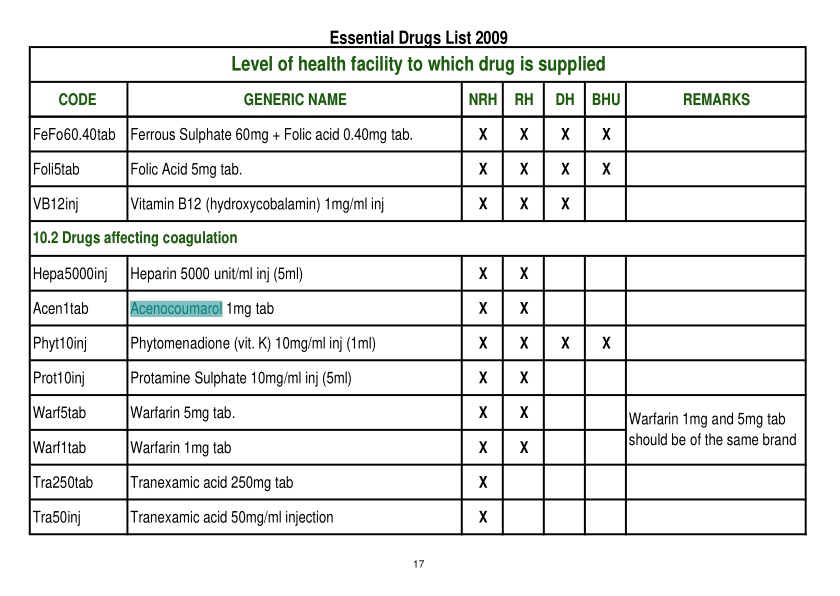 Essential Drugs List 2009
Level of health facility to which drug is supplied
CODE GENERIC NAME NRH RH DH BHU REMARKS
FeFo60.40tab Ferrous Sulphate 60mg + Folic acid 0.40mg tab. X X X X
Foli5tab Folic Acid 5mg tab. X X X X
VB12inj Vitamin B12 (hydroxycobalamin) 1mg/ml inj X X X
10.2 Drugs affecting coagulation
Hepa5000inj Heparin 5000 unit/ml inj (5ml) X X
Acen1tab Acenocoumarol 1mg tab X X
Phyt10inj Phytomenadione (vit. K) 10mg/ml inj (1ml) X X X X
Prot10inj Protamine Sulphate 10mg/ml inj (5ml) X X
Warf5tab Warfarin 5mg tab. X X Warfarin 1mg and 5mg tab
Warf1tab Warfarin 1mg tab X X should be of the same brand
Tra250tab Tranexamic acid 250mg tab X
Tra50inj Tranexamic acid 50mg/ml injection X
17